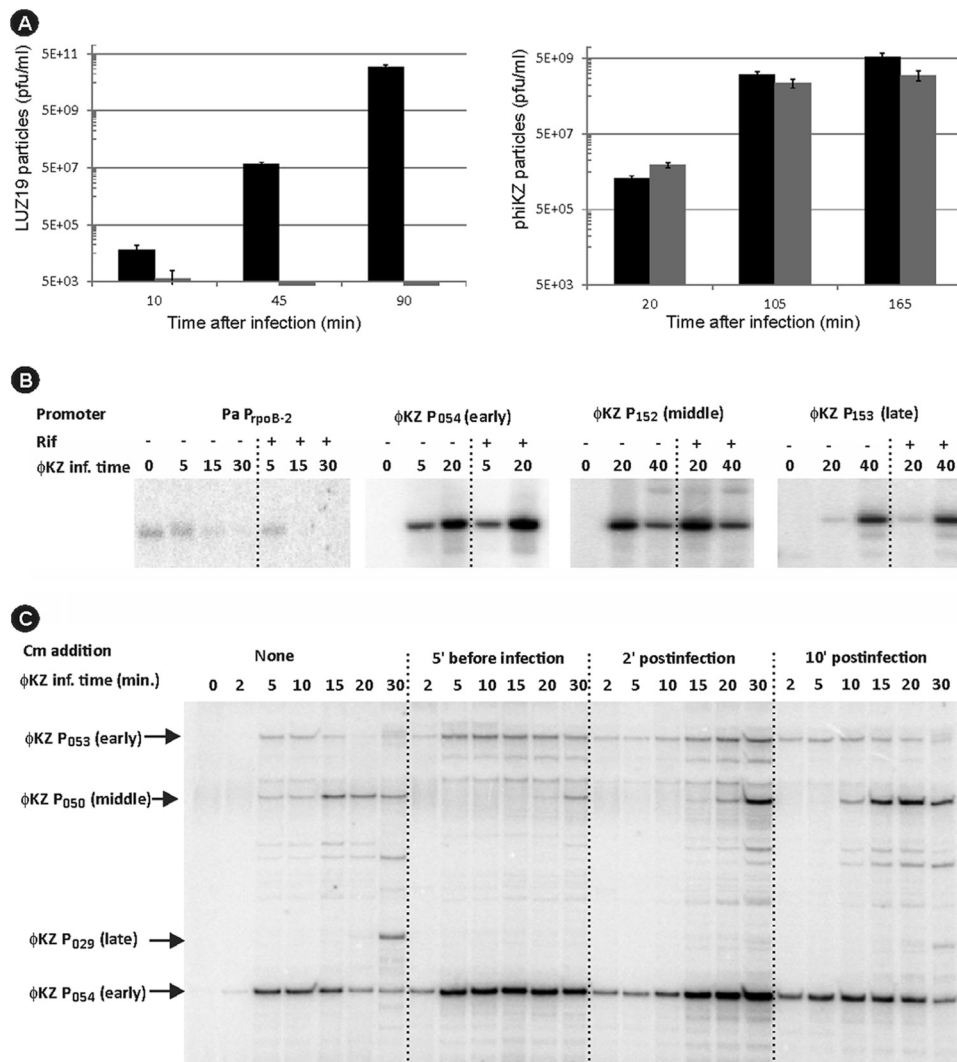 A
LUZ19 particles (pfu/ml)
5E+11
5E+09
5E+07
5E+05
5E+03
10 45 90
Time after infection (min)
phiKZ particles (pfu/ml)
5E+09
5E+07
5E+05
5E+03
20 105 165
Time after infection (min)
B
Promoter Pa PrpoB-2 ϕKZ P054 (early) ϕKZ P152 (middle) ϕKZ P153 (late)
Rif - - - - + + + - - - + + - - - + + - - - + +
ϕKZ inf. time 0 5 15 30 5 15 30 0 5 20 5 20 0 20 40 20 40 0 20 40 20 40
C
Cm addition None 5' before infection 2' postinfection 10' postinfection
ϕKZ inf. time (min.) 0 2 5 10 15 20 30 2 5 10 15 20 30 2 5 10 15 20 30 2 5 10 15 20 30
ϕKZ P053 (early)
ϕKZ P050 (middle)
ϕKZ P029 (late)
ϕKZ P054 (early)